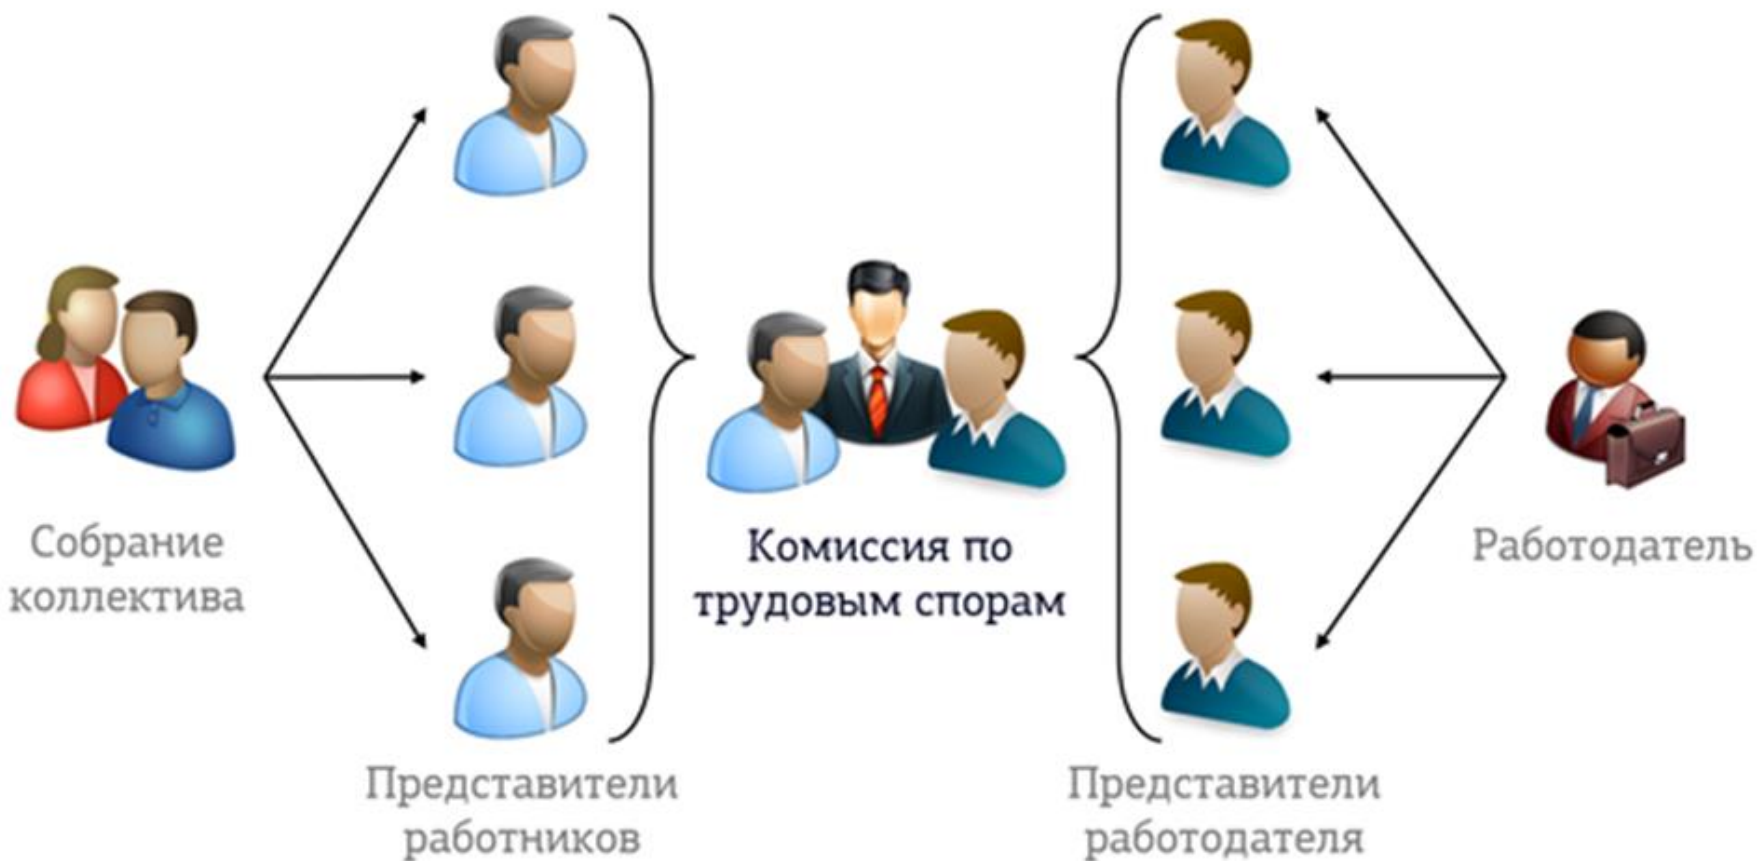 Собрание
коллектива
Представители
работников
Комиссия по
трудовым спорам
Представители
работодателя
Работодатель